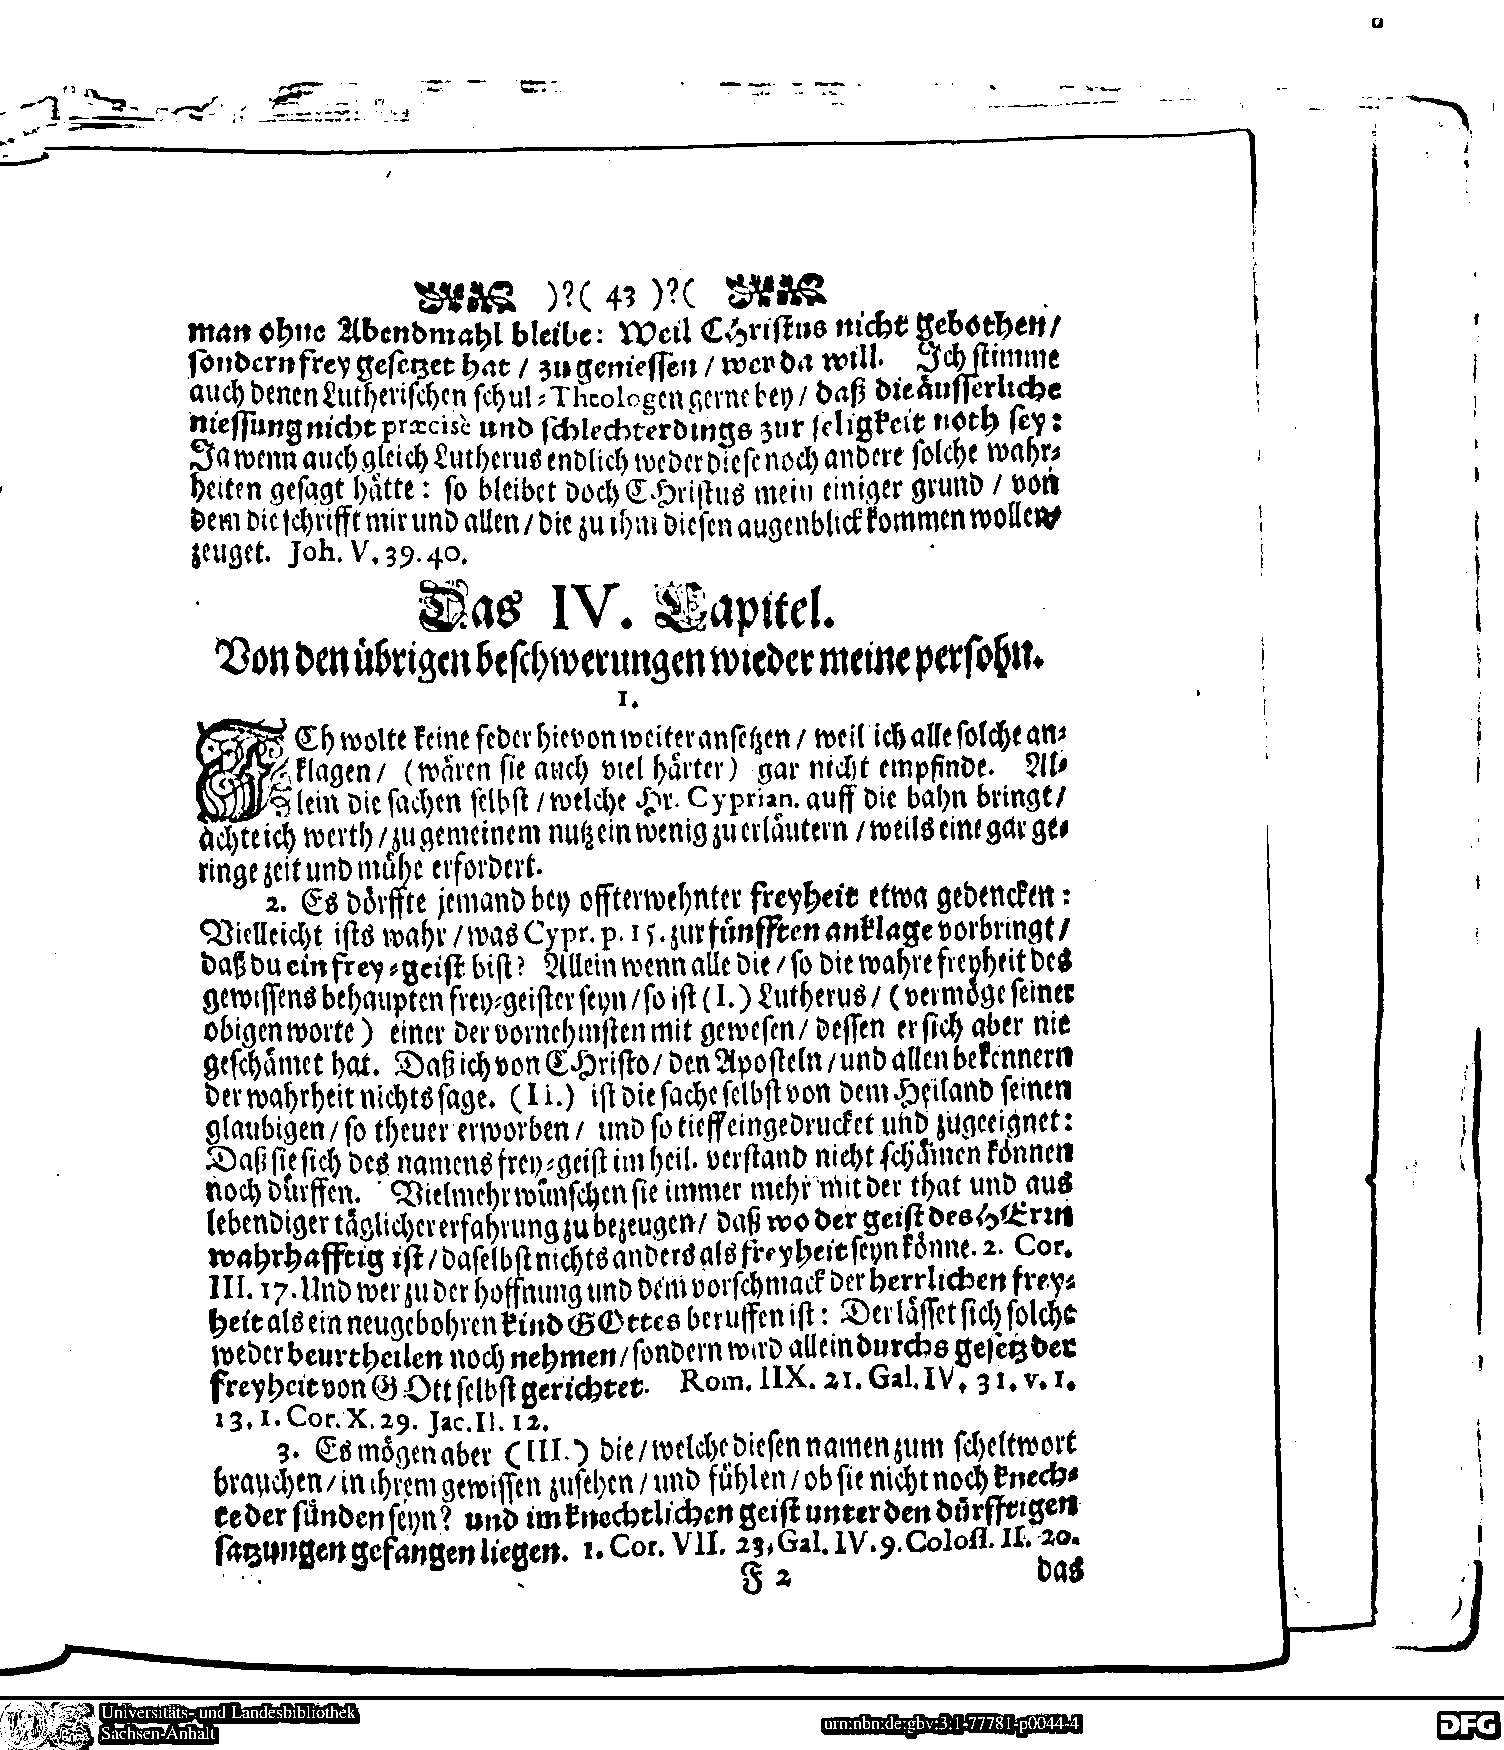 )?( 43 )?(
man ohne Abendmahl bleibe: Weil CHristus nicht gebothen/
sondern frey gesetzet hat / zu geniessen / wer da will. Ich stimme
auch denen Lutherischen schul-Theologen gerne bey / daß die äusserliche
niessung nicht præcisè und schlechterdings zur seligkeit noth sey:
Ja wenn auch gleich Lutherus endlich weder diese noch andere solche wahr-
heiten gesagt hätte: so bleibet doch CHristus mein einiger grund / von
dem die schrifft mir und allen / die zu ihm diesen augenblick kommen wollen/
zeuget. Joh. V. 39. 40.
Das IV. Capitel.
Von den übrigen beschwerungen wieder meine persohn.
1.
ICh wolte keine feder hievon weiter ansetzen / weil ich alle solche an-
klagen / (wären sie auch viel härter) gar nicht empfinde. Al-
lein die sachen selbst / welche Hr. Cyprian. auff die bahn bringt /
achte ich werth / zu gemeinem nutz ein wenig zu erläutern / weils eine gar ge-
ringe zeit und mühe erfordert.
2. Es dörffte jemand bey offterwehnter freyheit etwa gedencken:
Vielleicht ists wahr / was Cypr. p. 15. zur fünfften anklage vorbringt /
daß du ein frey-geist bist? Allein wenn alle die / so die wahre freyheit des
gewissens behaupten frey-geister seyn / so ist (I.) Lutherus / (vermöge seiner
obigen worte) einer der vornehmsten mit gewesen / dessen er sich aber nie
geschämet hat. Daß ich von CHristo / den Aposteln / und allen bekennern
der wahrheit nichts sage. (II.) ist die sache selbst von dem Heiland seinen
glaubigen / so theuer erworben / und so tieff eingedrucket und zugeeignet:
Daß sie sich des namens frey-geist im heil. verstand nicht schämen können
noch dürffen. Vielmehr wünschen sie immer mehr mit der that und aus
lebendiger täglicher erfahrung zu bezeugen / daß wo der geist des HErrn
wahrhafftig ist / daselbst nichts anders als freyheit seyn könne. 2. Cor.
III. 17. Und wer zu der hoffnung und dem vorschmack der herrlichen frey-
heit als ein neugebohren kind GOttes beruffen ist: Der lässet sich solche
weder beurtheilen noch nehmen / sondern wird allein durchs gesetz der
freyheit von GOtt selbst gerichtet. Rom. IIX. 21. Gal. IV. 31. v. 1.
13. 1. Cor. X. 29. Jac. II. 12.
3. Es mögen aber (III.) die / welche diesen namen zum scheltwort
brauchen / in ihrem gewissen zusehen / und fühlen / ob sie nicht noch knech-
te der sünden seyn? und im knechtlichen geist unter den dürfftigen
satzungen gefangen liegen. 1. Cor. VII. 23. Gal. IV. 9. Coloss. II. 20.
F 2 das
Universitäts- und Landesbibliothek
Sachsen-Anhalt
urn:nbn:de:gbv:3:1-77781-p0044-4
DFG